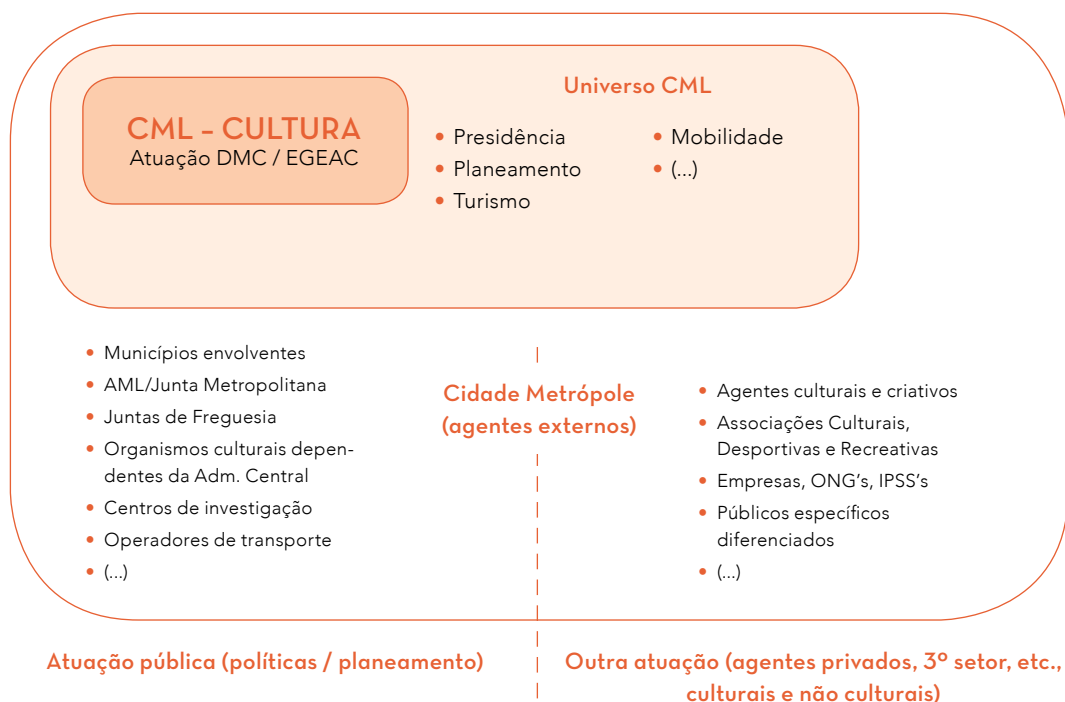 Universo CML
CML – CULTURA
Atuação DMC / EGEAC
• Presidência
• Planeamento
• Turismo
• Mobilidade
• (...)
• Municípios envolventes
• AML/Junta Metropolitana
• Juntas de Freguesia
• Organismos culturais depen-
dentes da Adm. Central
• Centros de investigação
• Operadores de transporte
• (...)
Cidade Metrópole
(agentes externos)
• Agentes culturais e criativos
• Associações Culturais,
Desportivas e Recreativas
• Empresas, ONG’s, IPSS’s
• Públicos específicos
diferenciados
• (...)
Atuação pública (políticas / planeamento)
Outra atuação (agentes privados, 3º setor, etc.,
culturais e não culturais)